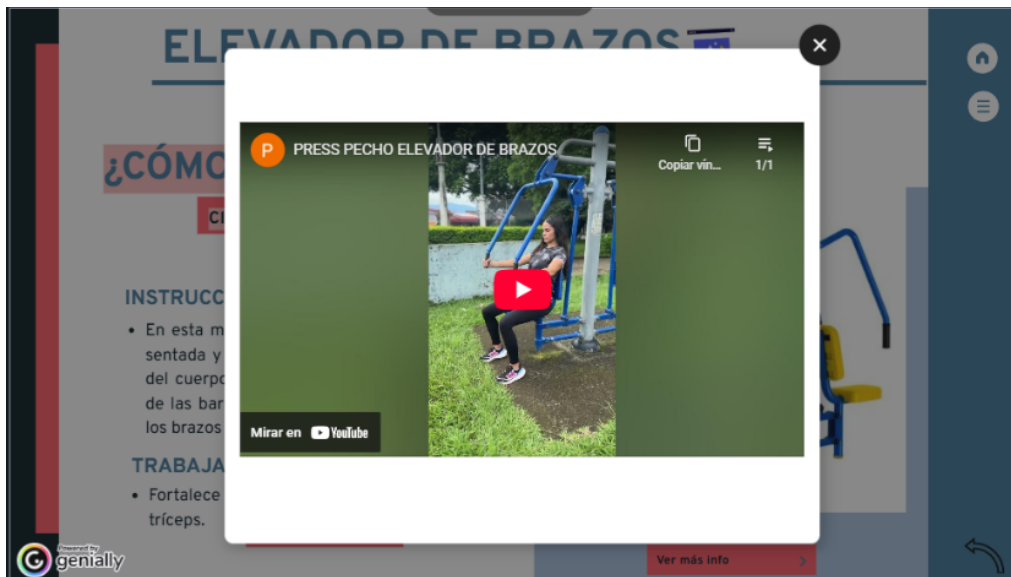 ELEVADOR DE BRAZOS
PRESS PECHO ELEVADOR DE BRAZOS
P
Copiar vín...
1/1
¿CÓMO
INSTRUCC
• En esta m
sentada y
del cuerpo
de las bar
los brazos
Mirar en YouTube
TRABAJA
• Fortalece
tríceps.
Ver más info
Powered by
genially